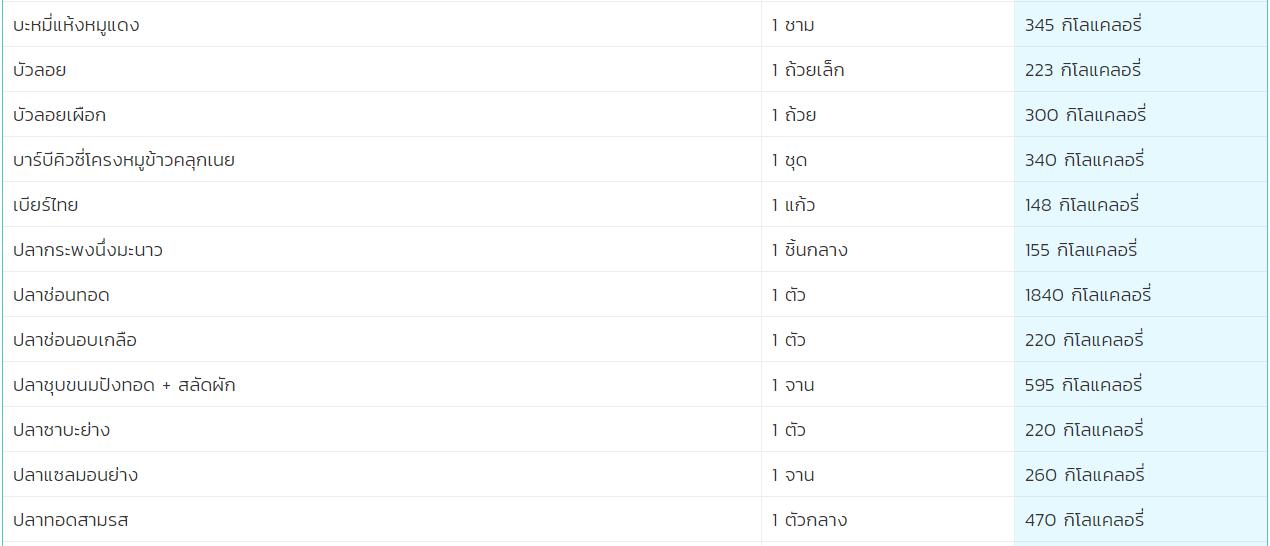 บะหมี่แห้งหมูแดง 1 ชาม 345 กิโลแคลอรี่
บัวลอย 1 ถ้วยเล็ก 223 กิโลแคลอรี่
บัวลอยเผือก 1 ถ้วย 300 กิโลแคลอรี่
บาร์บีคิวซี่โครงหมูข้าวคลุกเนย 1 ชุด 340 กิโลแคลอรี่
เบียร์ไทย 1 แก้ว 148 กิโลแคลอรี่
ปลากระพงนึ่งมะนาว 1 ชิ้นกลาง 155 กิโลแคลอรี่
ปลาช่อนทอด 1 ตัว 1840 กิโลแคลอรี่
ปลาช่อนอบเกลือ 1 ตัว 220 กิโลแคลอรี่
ปลาชุบขนมปังทอด + สลัดผัก 1 จาน 595 กิโลแคลอรี่
ปลาซาบะย่าง 1 ตัว 220 กิโลแคลอรี่
ปลาแซลมอนย่าง 1 จาน 260 กิโลแคลอรี่
ปลาทอดสามรส 1 ตัวกลาง 470 กิโลแคลอรี่